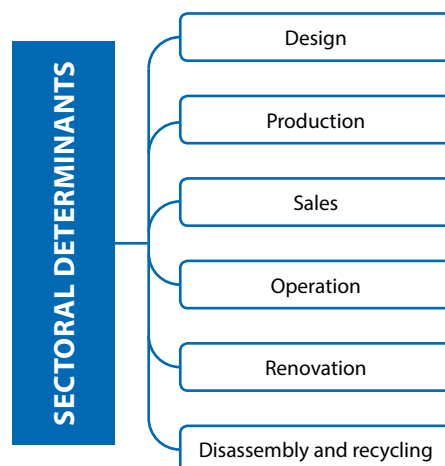 SECTORAL DETERMINANTS
Design
Production
Sales
Operation
Renovation
Disassembly and recycling